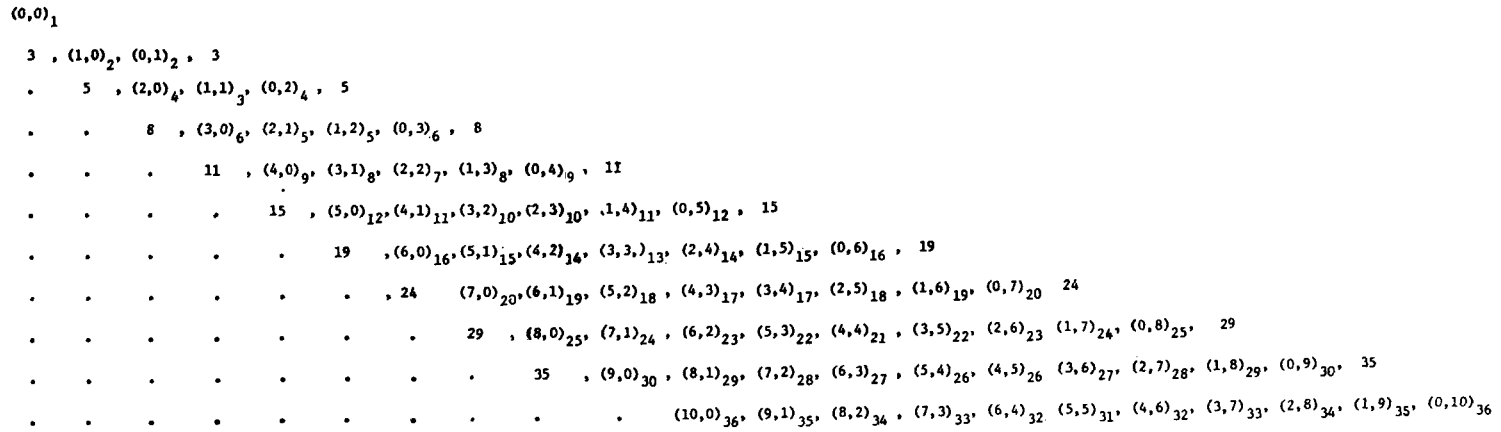 (0,0)₁
3 , (1,0)₂, (0,1)₂ , 3
. 5 , (2,0)₄, (1,1)₃, (0,2)₄ , 5
. . 8 , (3,0)₆, (2,1)₅, (1,2)₅, (0,3)₆ , 8
. . . 11 , (4,0)₉, (3,1)₈, (2,2)₇, (1,3)₈, (0,4)₉ , 11
. . . . 15 , (5,0)₁₂,(4,1)₁₁,(3,2)₁₀,(2,3)₁₀, .1,4)₁₁, (0,5)₁₂ , 15
. . . . . 19 ,(6,0)₁₆,(5,1)₁₅,(4,2)₁₄, (3,3,)₁₃, (2,4)₁₄, (1,5)₁₅, (0,6)₁₆ , 19
. . . . . . , 24 (7,0)₂₀,(6,1)₁₉, (5,2)₁₈ , (4,3)₁₇, (3,4)₁₇, (2,5)₁₈ , (1,6)₁₉, (0,7)₂₀ 24
. . . . . . . 29 , (8,0)₂₅, (7,1)₂₄ , (6,2)₂₃, (5,3)₂₂, (4,4)₂₁ , (3,5)₂₂, (2,6)₂₃ (1,7)₂₄, (0,8)₂₅, 29
. . . . . . . . 35 , (9,0)₃₀ , (8,1)₂₉, (7,2)₂₈, (6,3)₂₇ , (5,4)₂₆, (4,5)₂₆ (3,6)₂₇, (2,7)₂₈, (1,8)₂₉, (0,9)₃₀, 35
. . . . . . . . . . (10,0)₃₆, (9,1)₃₅, (8,2)₃₄ , (7,3)₃₃, (6,4)₃₂ (5,5)₃₁, (4,6)₃₂, (3,7)₃₃, (2,8)₃₄, (1,9)₃₅, (0,10)₃₆